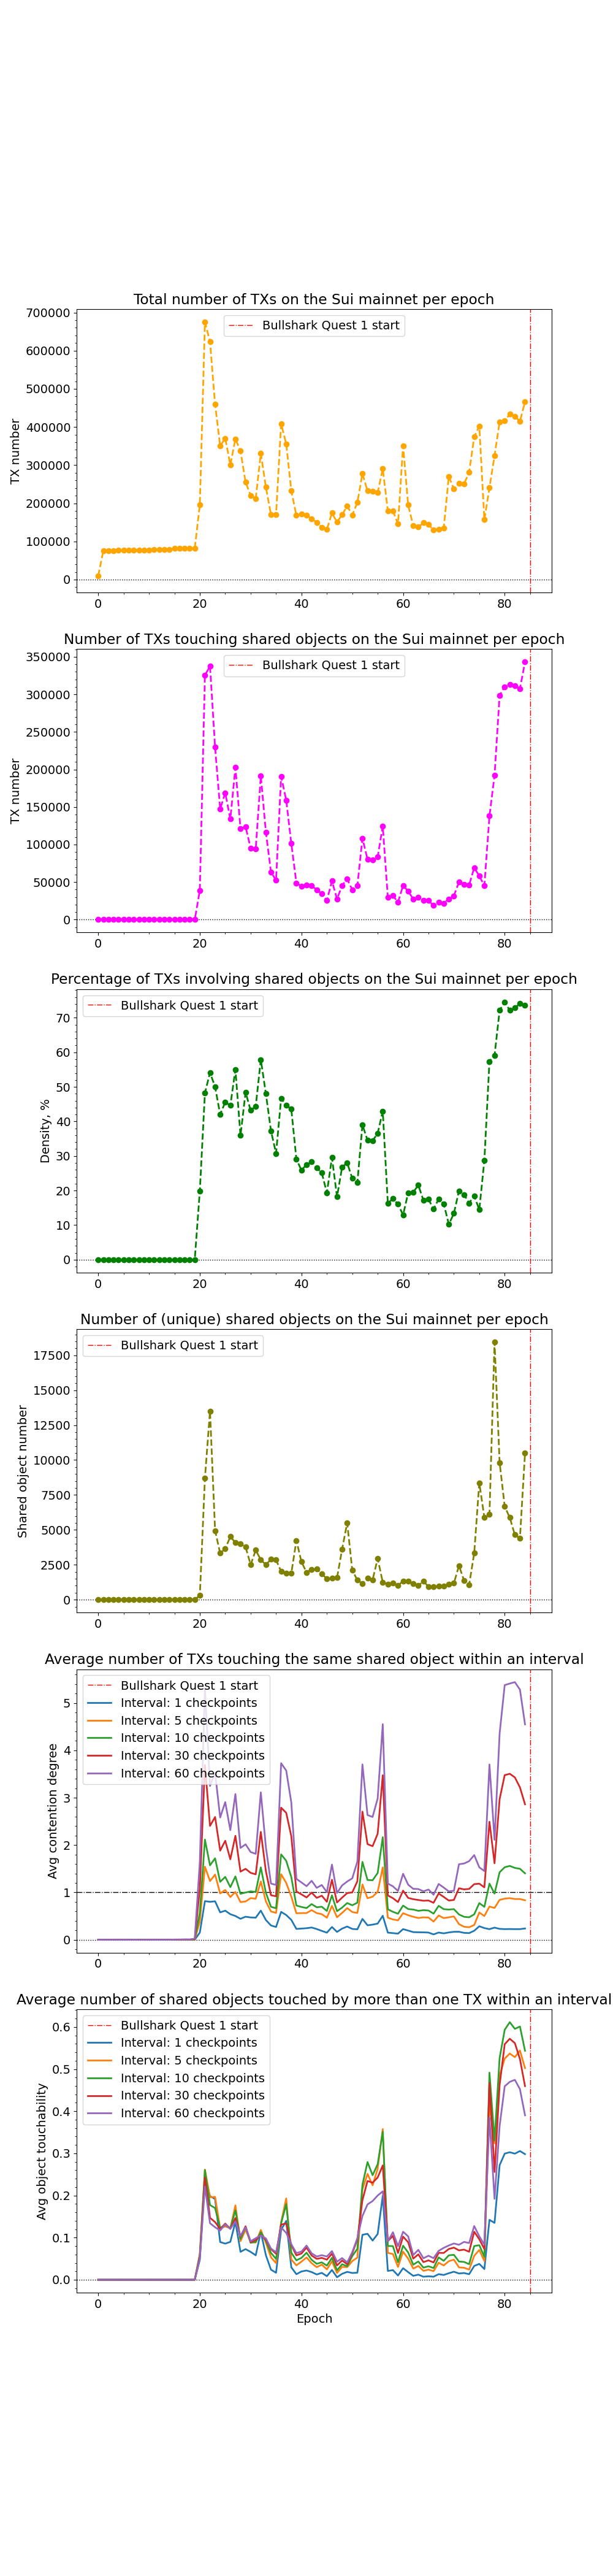 Total number of TXs on the Sui mainnet per epoch
700000
600000
500000
400000
300000
200000
100000
0
TX number
Bullshark Quest 1 start
0 20 40 60 80
Number of TXs touching shared objects on the Sui mainnet per epoch
350000
300000
250000
200000
150000
100000
50000
0
TX number
Bullshark Quest 1 start
0 20 40 60 80
Percentage of TXs involving shared objects on the Sui mainnet per epoch
70
60
50
40
30
20
10
0
Density, %
Bullshark Quest 1 start
0 20 40 60 80
Number of (unique) shared objects on the Sui mainnet per epoch
17500
15000
12500
10000
7500
5000
2500
0
Shared object number
Bullshark Quest 1 start
0 20 40 60 80
Average number of TXs touching the same shared object within an interval
5
4
3
2
1
0
Avg contention degree
Bullshark Quest 1 start
Interval: 1 checkpoints
Interval: 5 checkpoints
Interval: 10 checkpoints
Interval: 30 checkpoints
Interval: 60 checkpoints
0 20 40 60 80
Average number of shared objects touched by more than one TX within an interval
0.6
0.5
0.4
0.3
0.2
0.1
0.0
Avg object touchability
Bullshark Quest 1 start
Interval: 1 checkpoints
Interval: 5 checkpoints
Interval: 10 checkpoints
Interval: 30 checkpoints
Interval: 60 checkpoints
0 20 40 60 80
Epoch